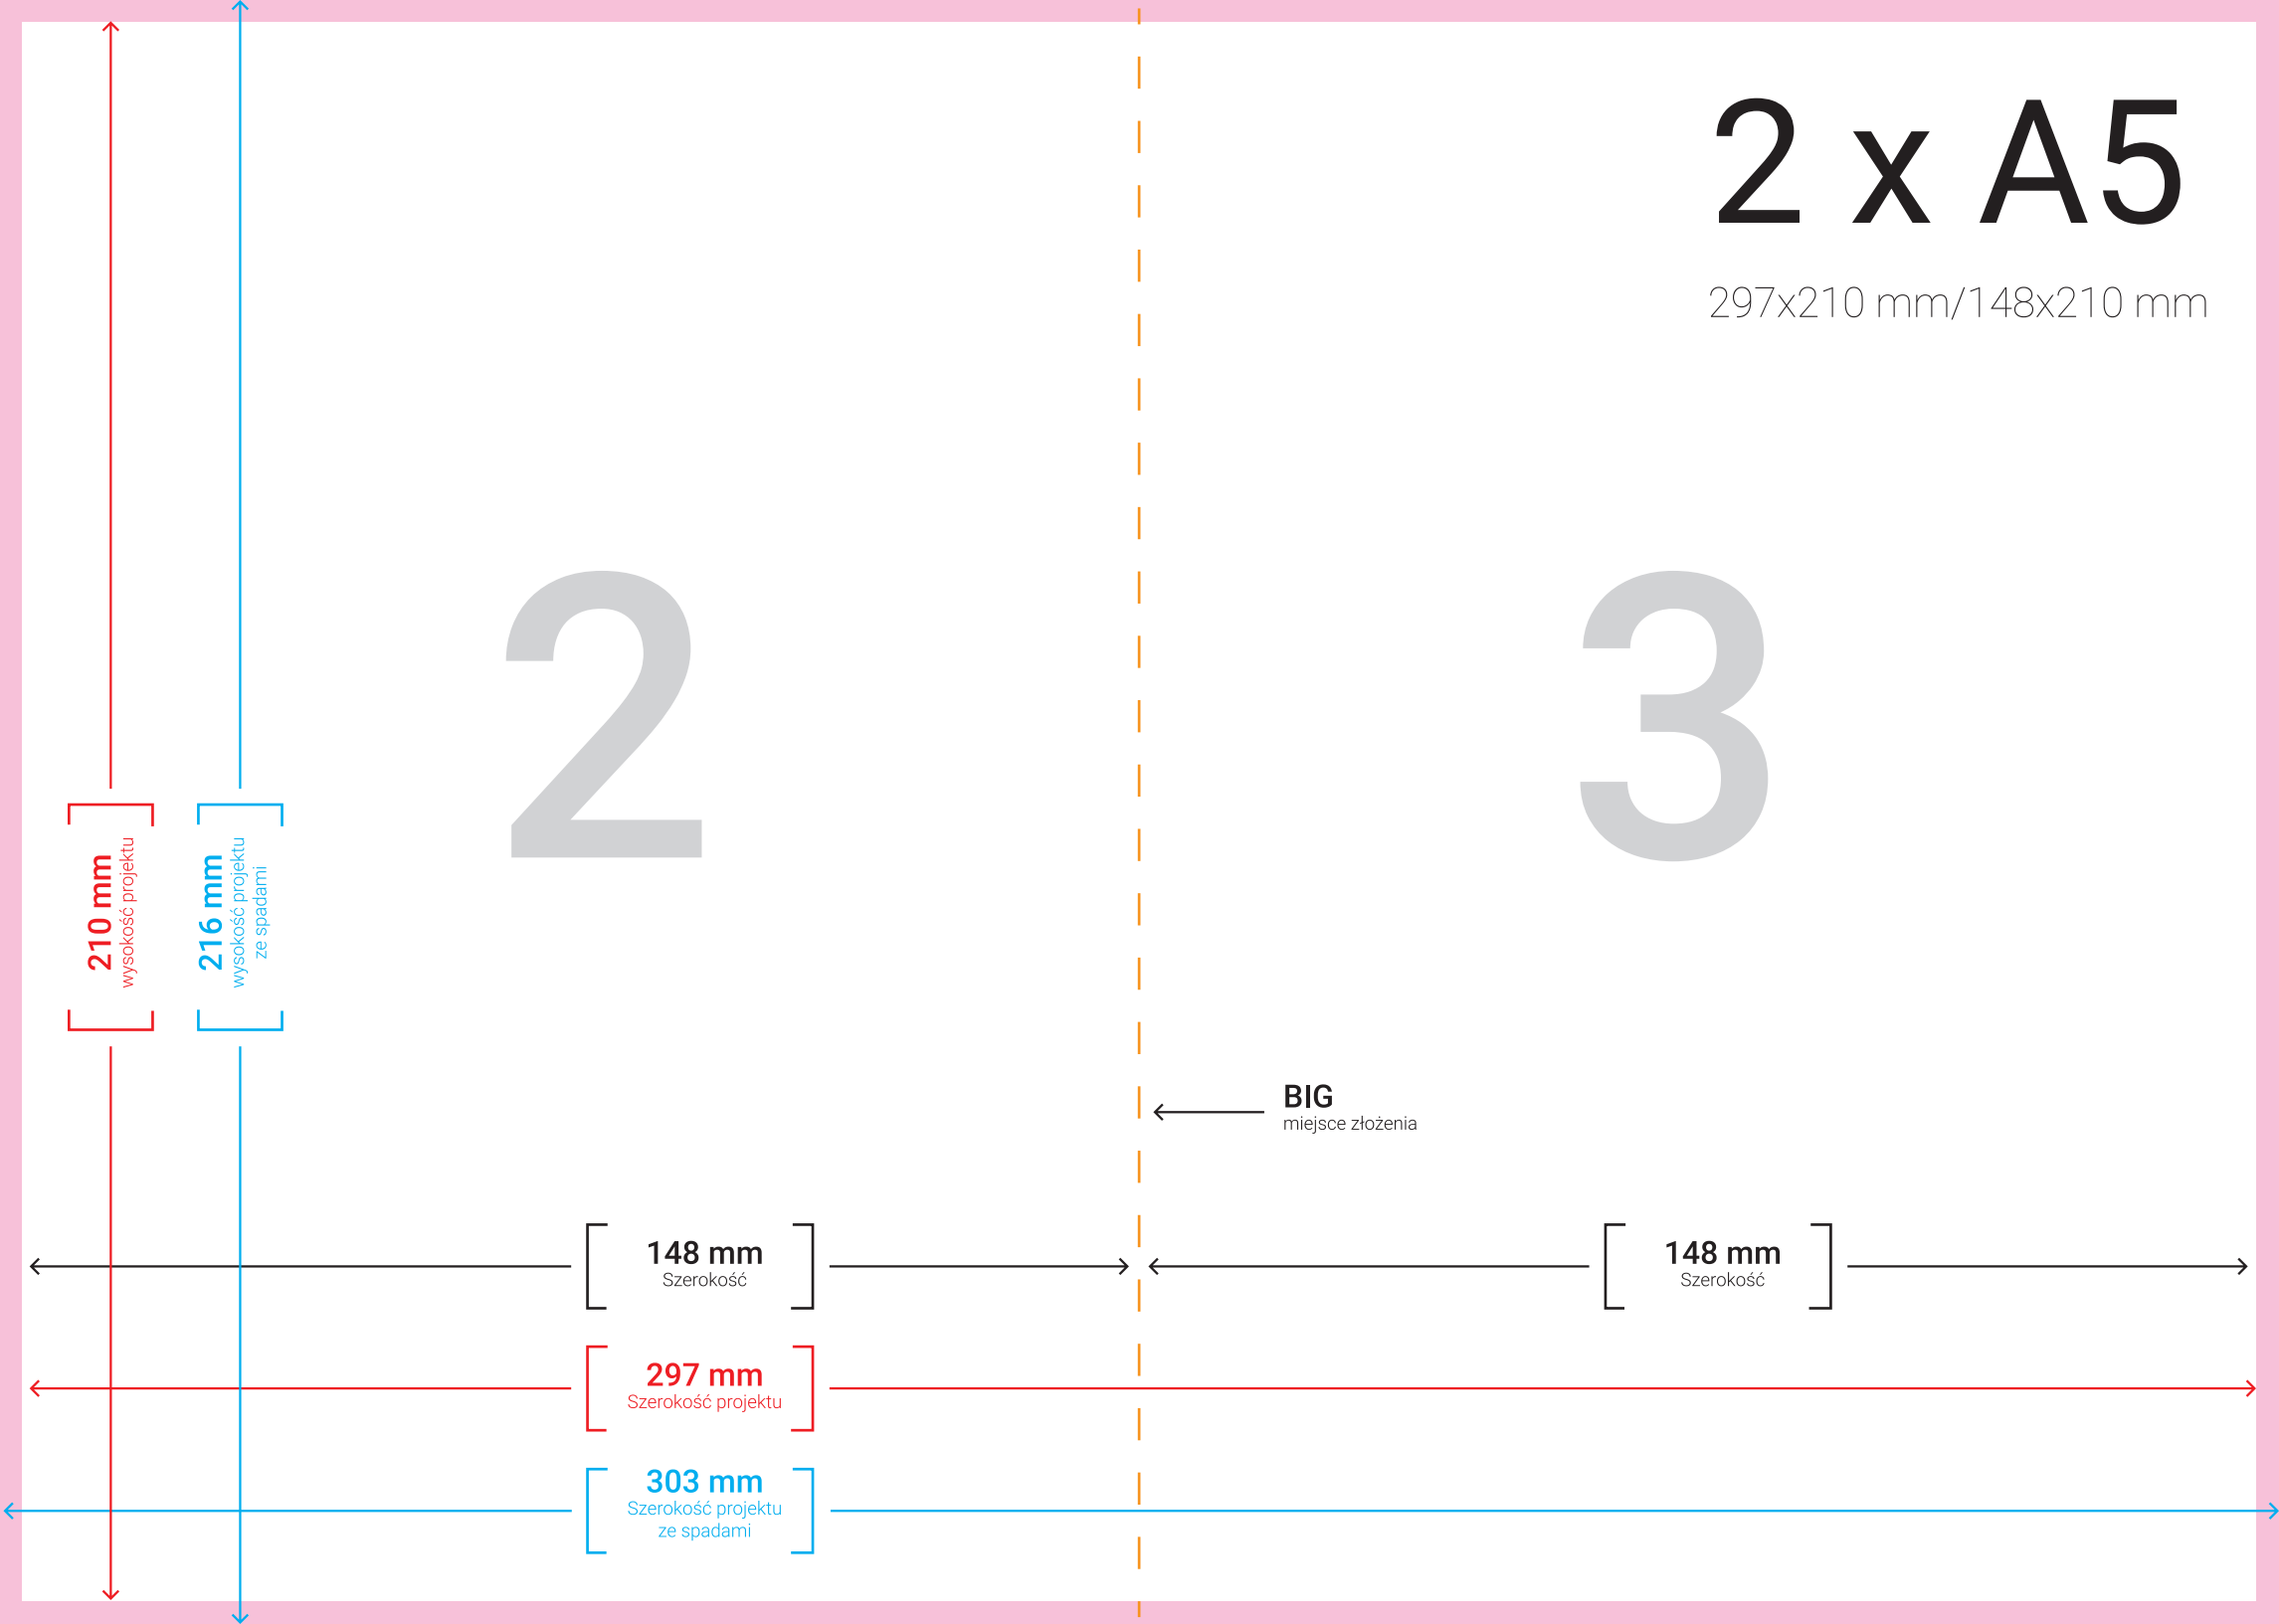 2 x A5
297x210 mm/148x210 mm
2
3
210 mm
wysokość projektu
216 mm
wysokość projektu
ze spadami
BIG
miejsce złożenia
148 mm
Szerokość
148 mm
Szerokość
297 mm
Szerokość projektu
303 mm
Szerokość projektu
ze spadami